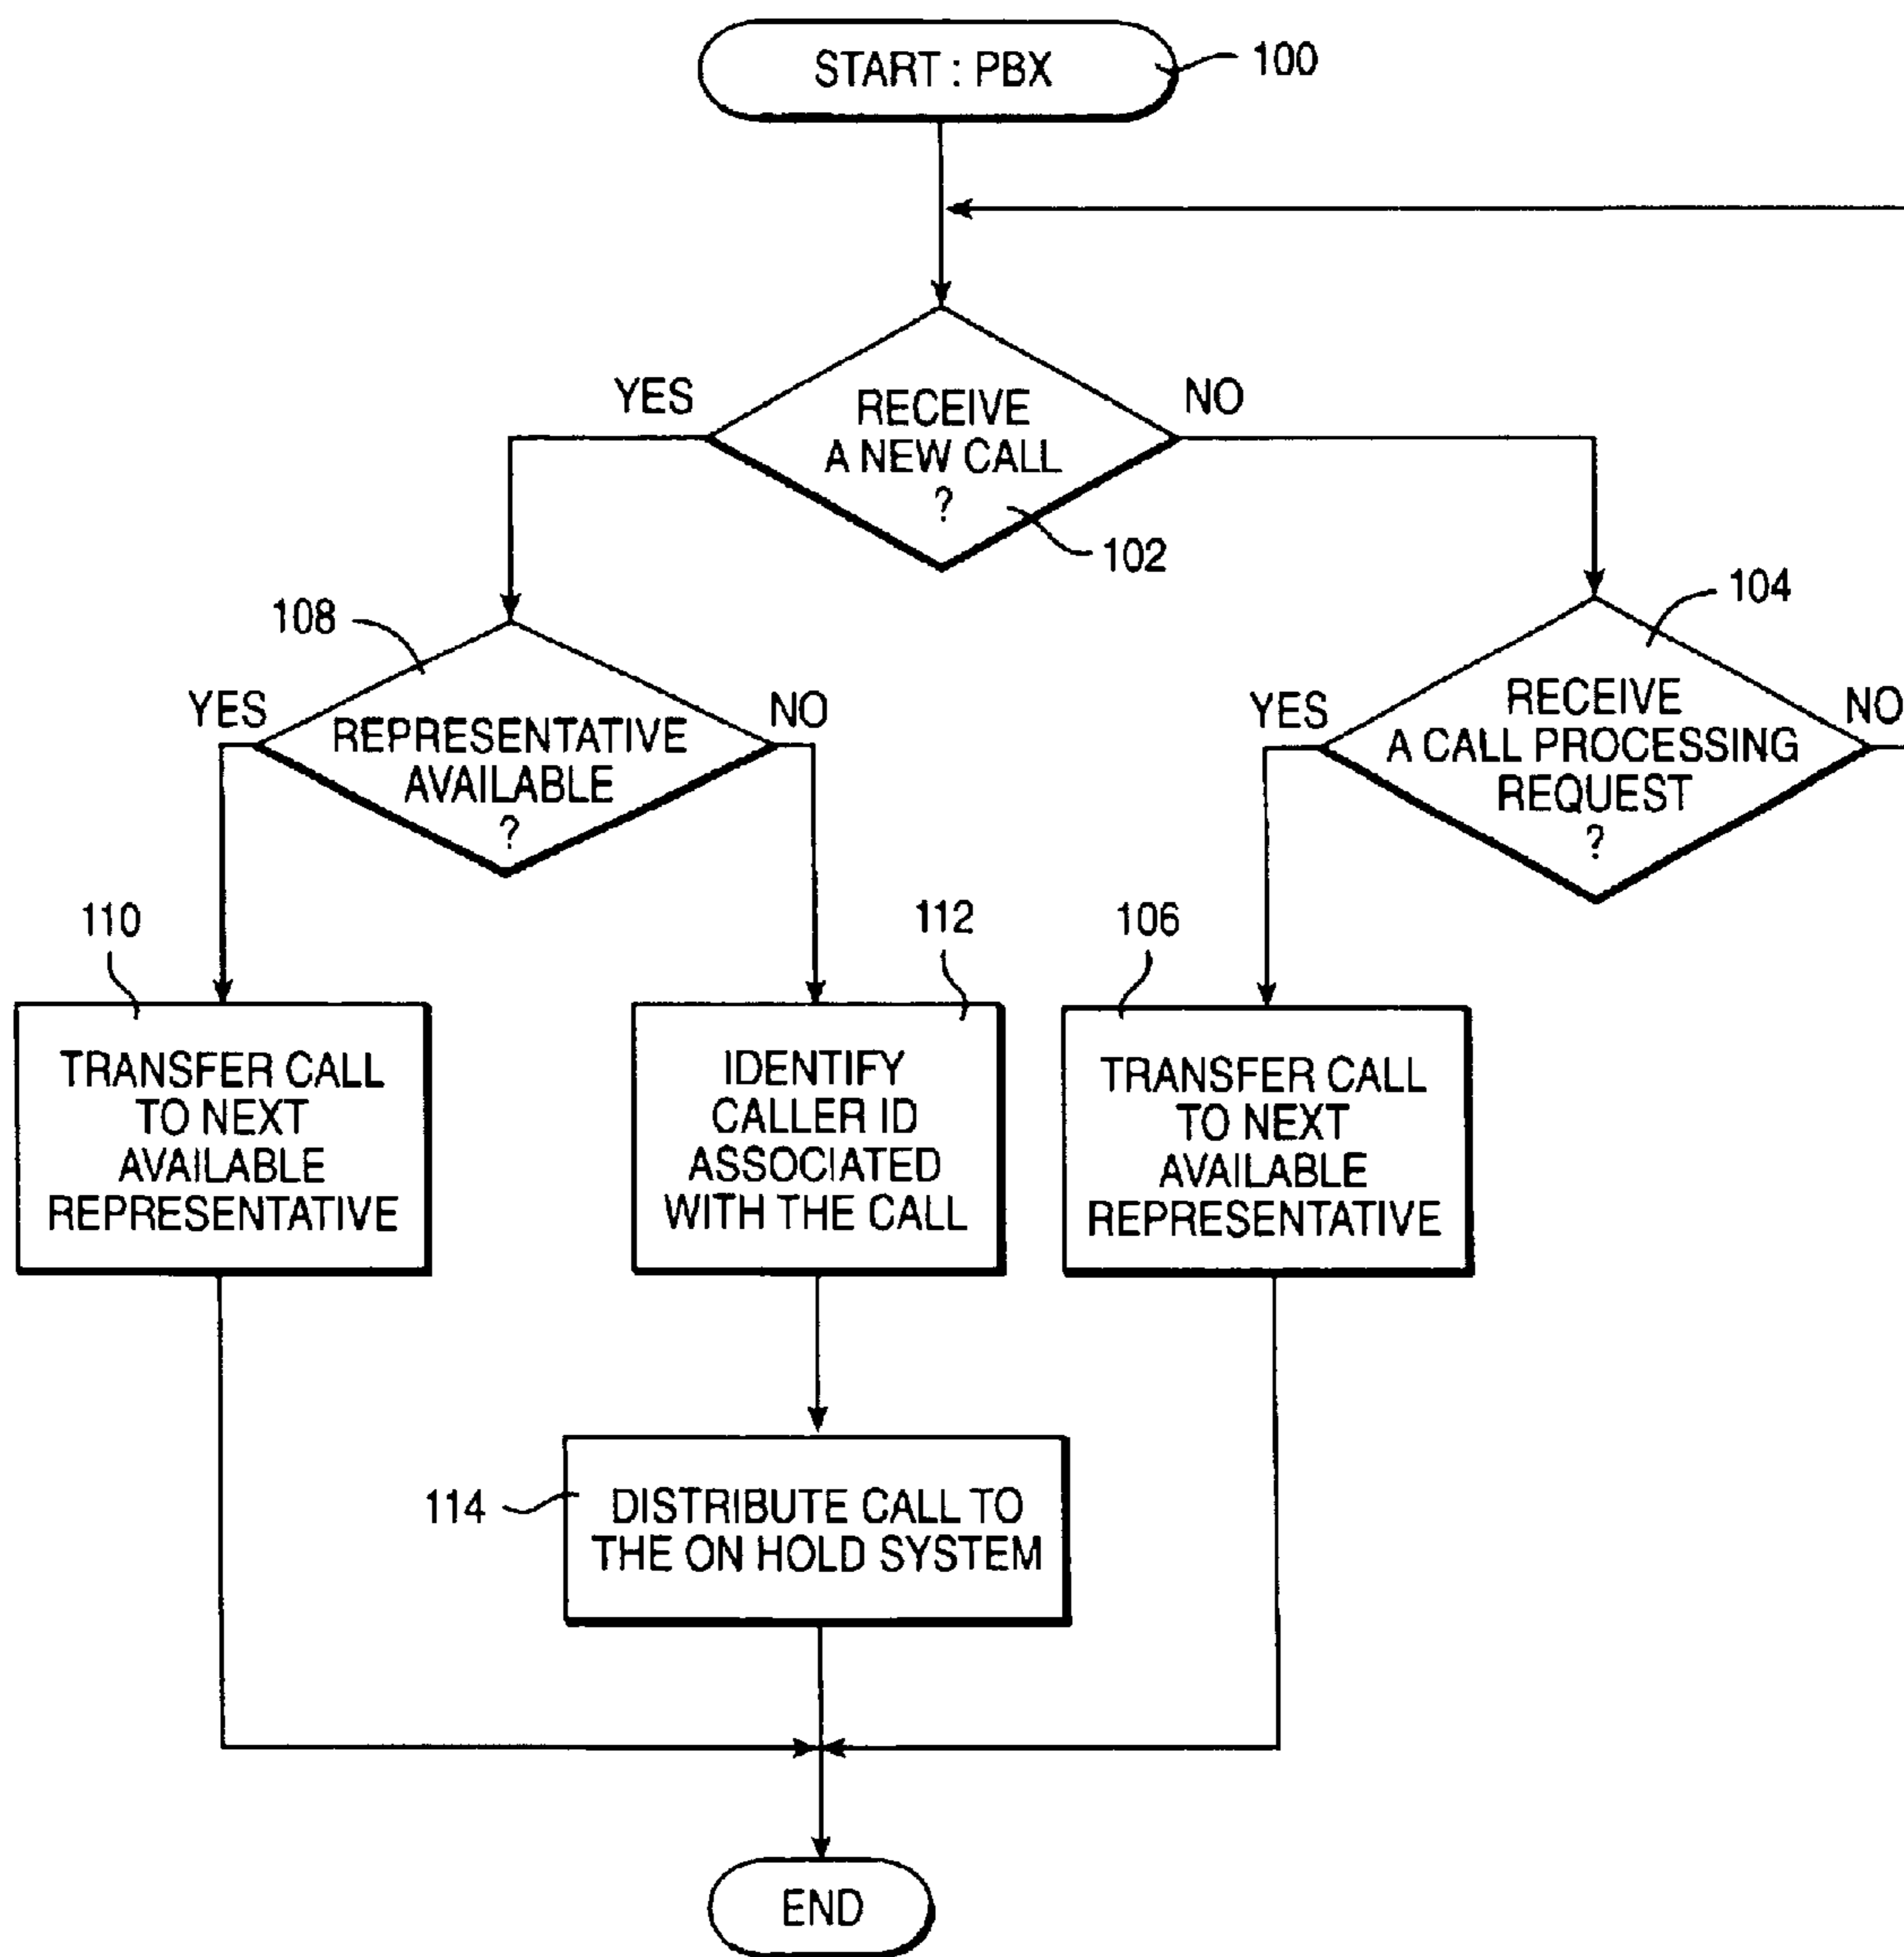 START : PBX
100
YES
RECEIVE
A NEW CALL
?
NO
102
108
YES
REPRESENTATIVE
AVAILABLE
?
NO
104
YES
RECEIVE
A CALL PROCESSING
REQUEST
?
NO
110
TRANSFER CALL
TO NEXT
AVAILABLE
REPRESENTATIVE
112
IDENTIFY
CALLER ID
ASSOCIATED
WITH THE CALL
106
TRANSFER CALL
TO NEXT
AVAILABLE
REPRESENTATIVE
114
DISTRIBUTE CALL TO
THE ON HOLD SYSTEM
END